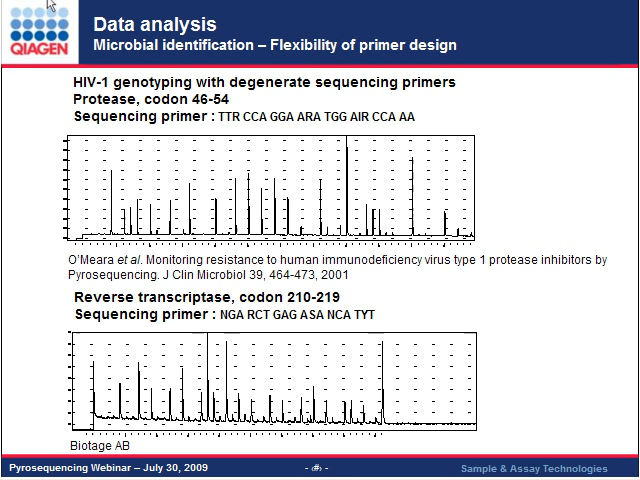 QIAGEN
Data analysis
Microbial identification – Flexibility of primer design
HIV-1 genotyping with degenerate sequencing primers
Protease, codon 46-54
Sequencing primer : TTR CCA GGA ARA TGG AIR CCA AA
O'Meara et al. Monitoring resistance to human immunodeficiency virus type 1 protease inhibitors by
Pyrosequencing. J Clin Microbiol 39, 464-473, 2001
Reverse transcriptase, codon 210-219
Sequencing primer : NGA RCT GAG ASA NCA TYT
Biotage AB
Pyrosequencing Webinar – July 30, 2009
- ‹#› -
Sample & Assay Technologies